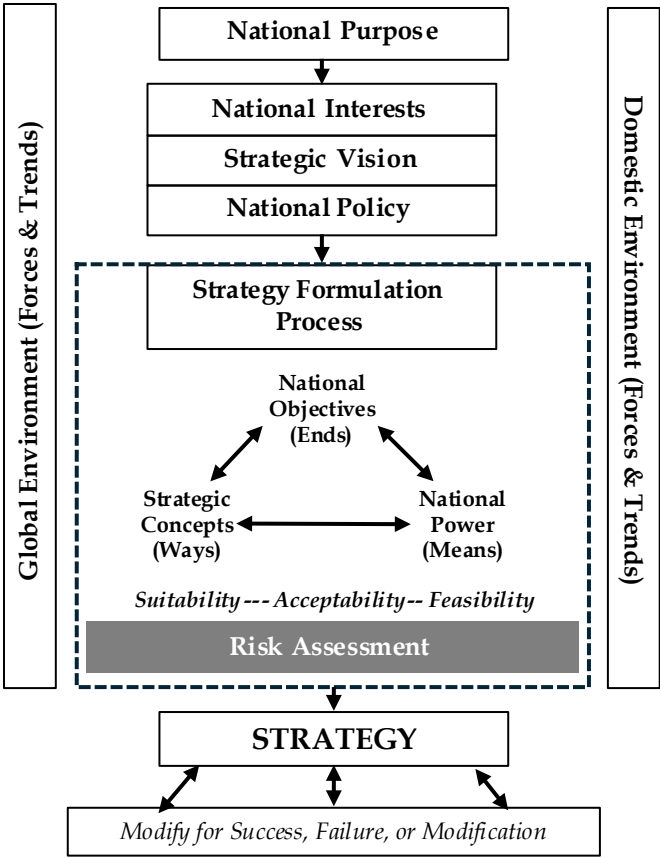 National Purpose
National Interests
Strategic Vision
National Policy
Global Environment (Forces & Trends)
Domestic Environment (Forces & Trends)
Strategy Formulation
Process
National
Objectives
(Ends)
Strategic
Concepts
(Ways)
National
Power
(Means)
Suitability --- Acceptability-- Feasibility
Risk Assessment
STRATEGY
Modify for Success, Failure, or Modification